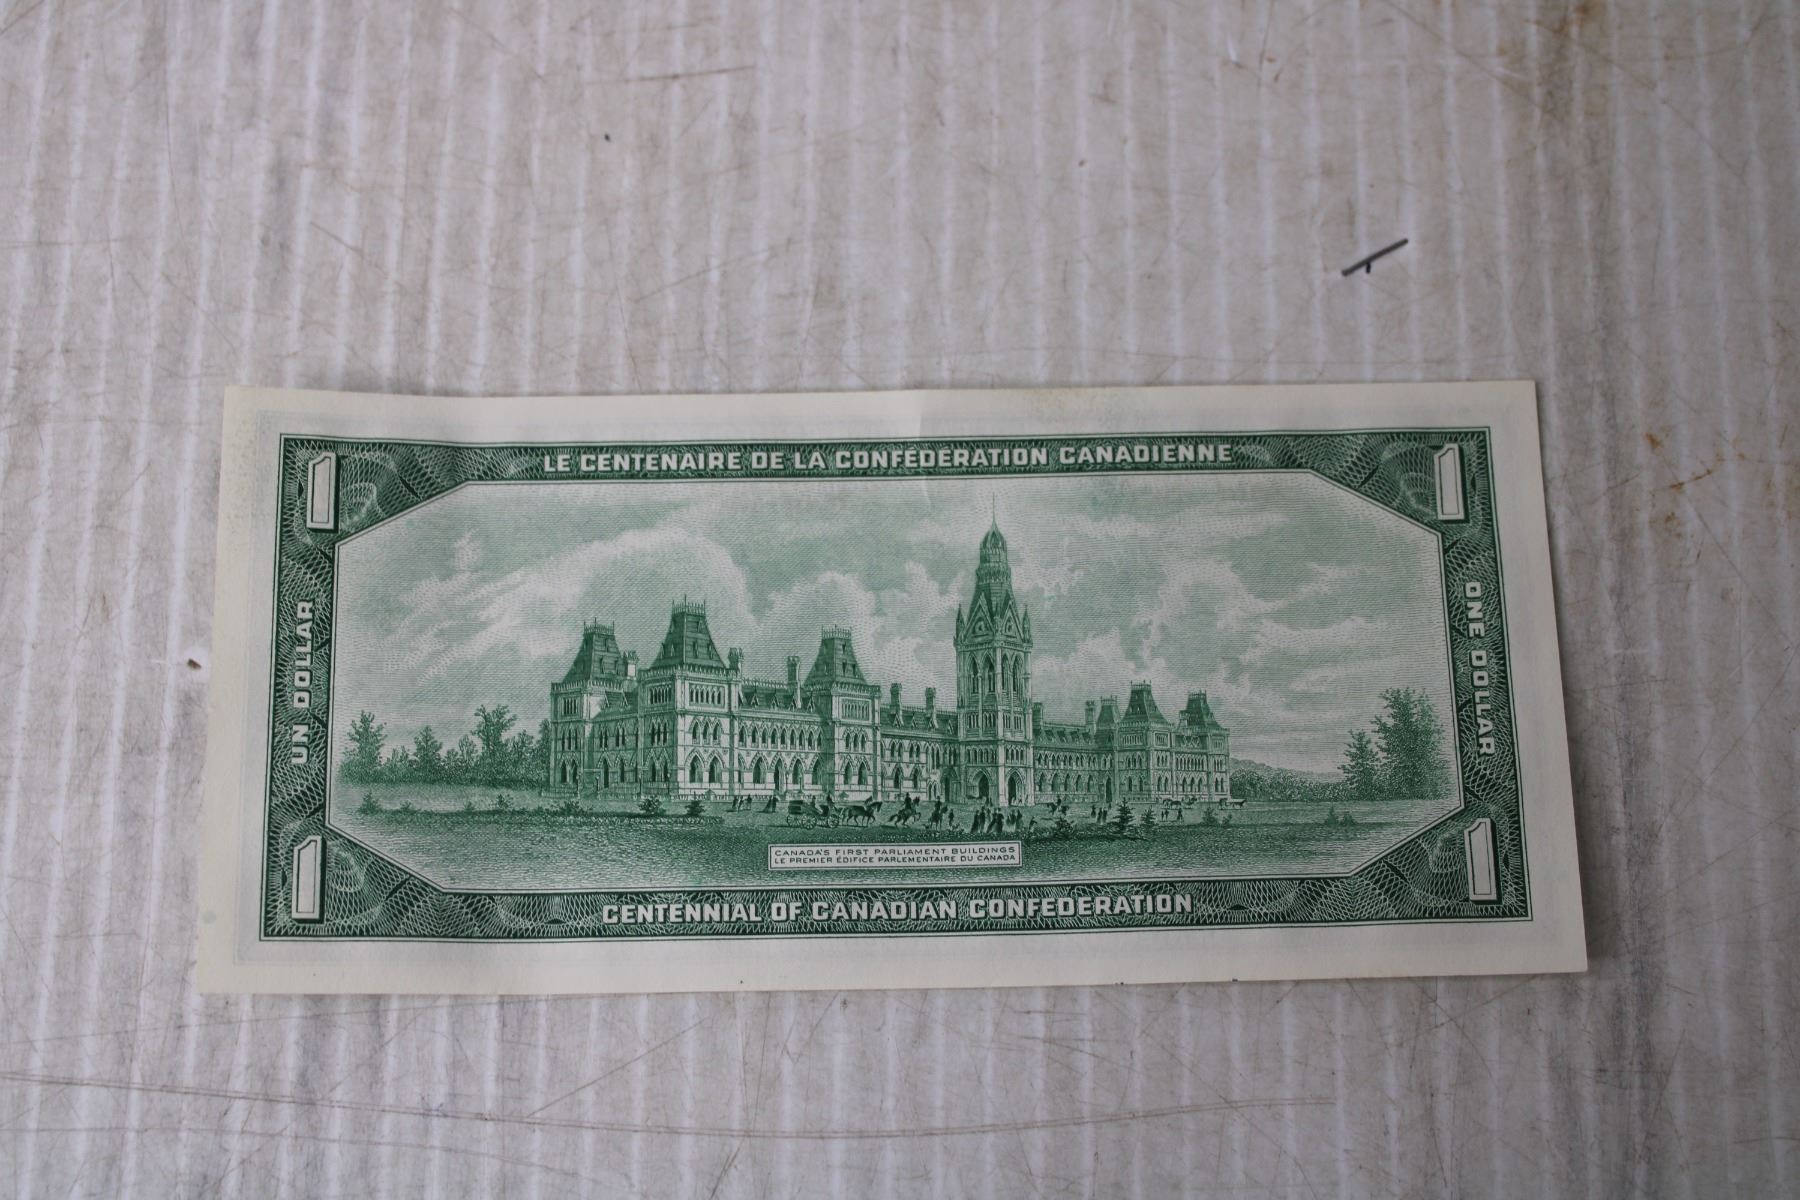 LE CENTENAIRE DE LA CONFÉDÉRATION CANADIENNE
1
1
UN DOLLAR
ONE DOLLAR
CANADA'S FIRST PARLIAMENT BUILDINGS
LE PREMIER ÉDIFICE PARLEMENTAIRE DU CANADA
1
1
CENTENNIAL OF CANADIAN CONFEDERATION